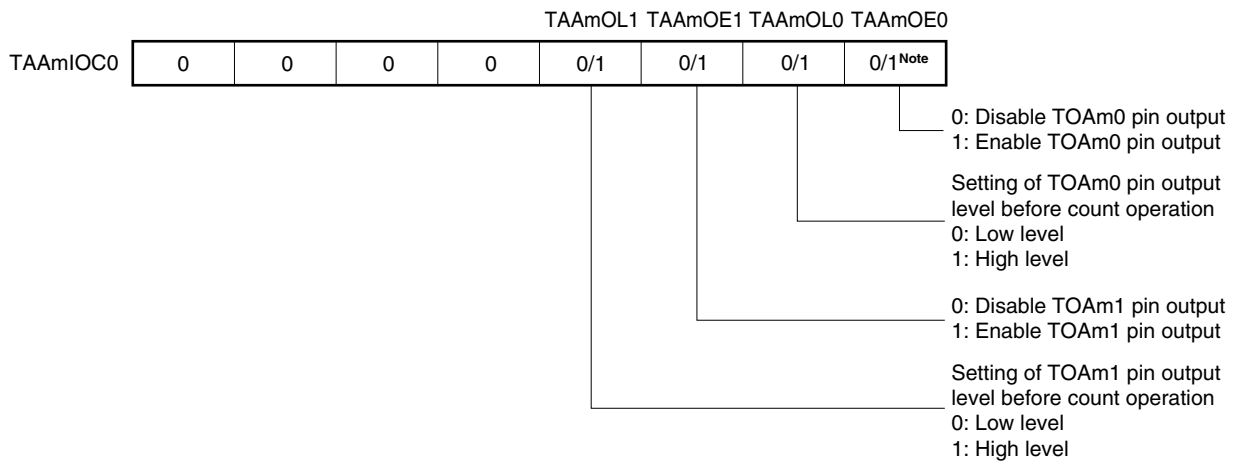 TAAmOL1 TAAmOE1 TAAmOL0 TAAmOE0
TAAmIOC0 0 0 0 0 0/1 0/1 0/1 0/1Note
0: Disable TOAm0 pin output
1: Enable TOAm0 pin output
Setting of TOAm0 pin output
level before count operation
0: Low level
1: High level
0: Disable TOAm1 pin output
1: Enable TOAm1 pin output
Setting of TOAm1 pin output
level before count operation
0: Low level
1: High level